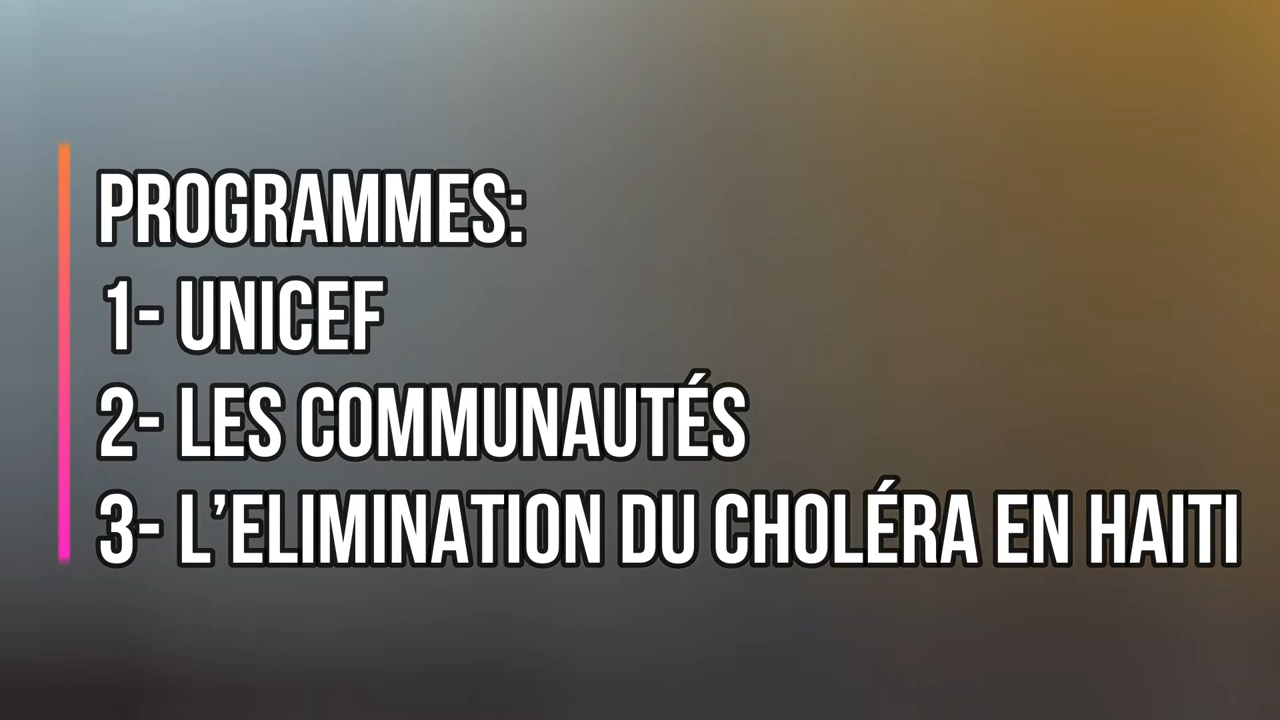 PROGRAMMES:
1- UNICEF
2- LES COMMUNAUTÉS
3- L’ELIMINATION DU CHOLÉRA EN HAITI